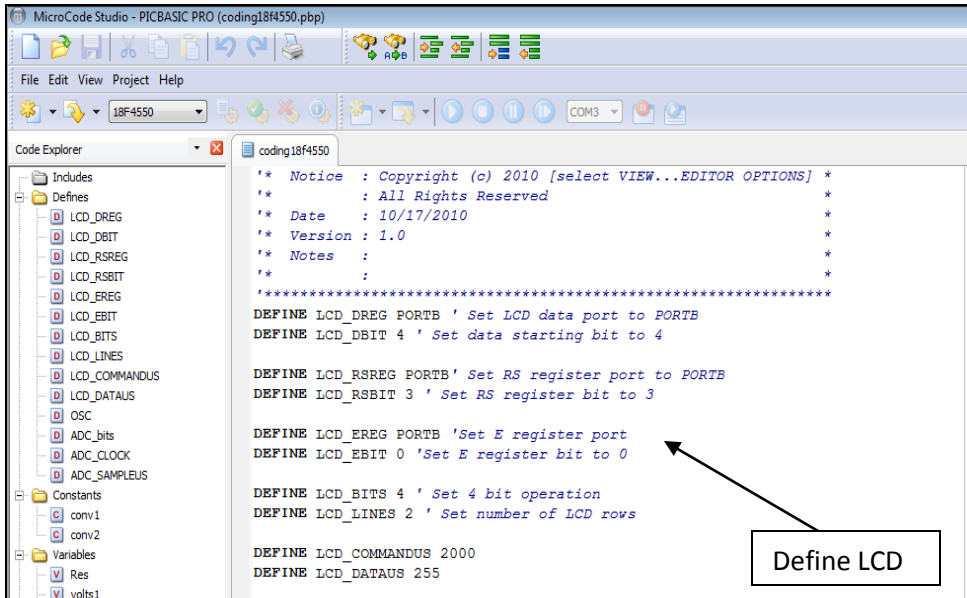 MicroCode Studio - PICBASIC PRO (coding18f4550.pbp)
A⇒B
File Edit View Project Help
18F4550
COM3
Code Explorer
coding18f4550
Includes
Defines
LCD_DREG
LCD_DBIT
LCD_RSREG
LCD_RSBIT
LCD_EREG
LCD_EBIT
LCD_BITS
LCD_LINES
LCD_COMMANDUS
LCD_DATAUS
OSC
ADC_bits
ADC_CLOCK
ADC_SAMPLEUS
Constants
conv1
conv2
Variables
Res
volts1
'* Notice : Copyright (c) 2010 [select VIEW...EDITOR OPTIONS] *
'* : All Rights Reserved *
'* Date : 10/17/2010 *
'* Version : 1.0 *
'* Notes : *
'* : *
'***************************************************************
DEFINE LCD_DREG PORTB ' Set LCD data port to PORTB
DEFINE LCD_DBIT 4 ' Set data starting bit to 4
DEFINE LCD_RSREG PORTB' Set RS register port to PORTB
DEFINE LCD_RSBIT 3 ' Set RS register bit to 3
DEFINE LCD_EREG PORTB 'Set E register port
DEFINE LCD_EBIT 0 'Set E register bit to 0
DEFINE LCD_BITS 4 ' Set 4 bit operation
DEFINE LCD_LINES 2 ' Set number of LCD rows
DEFINE LCD_COMMANDUS 2000
DEFINE LCD_DATAUS 255
Define LCD